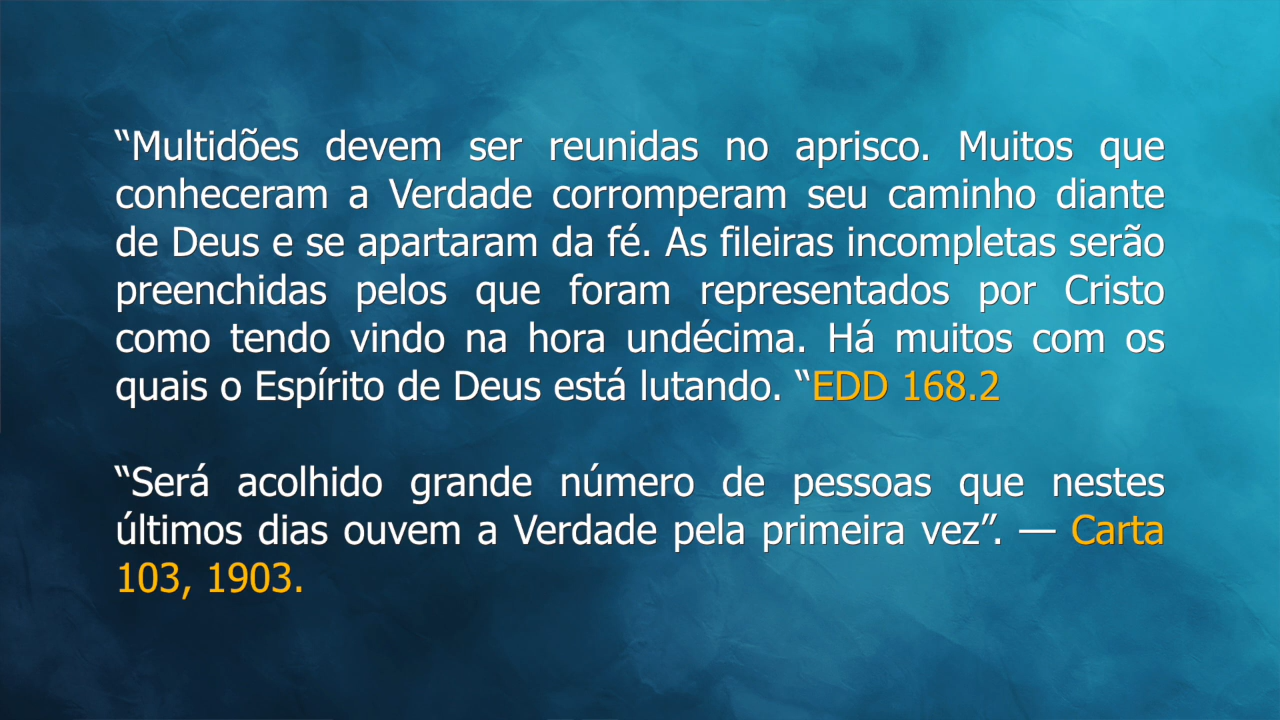 “Multidões devem ser reunidas no aprisco. Muitos que
conheceram a Verdade corromperam seu caminho diante
de Deus e se apartaram da fé. As fileiras incompletas serão
preenchidas pelos que foram representados por Cristo
como tendo vindo na hora undécima. Há muitos com os
quais o Espírito de Deus está lutando. “EDD 168.2
“Será acolhido grande número de pessoas que nestes
últimos dias ouvem a Verdade pela primeira vez”. — Carta
103, 1903.